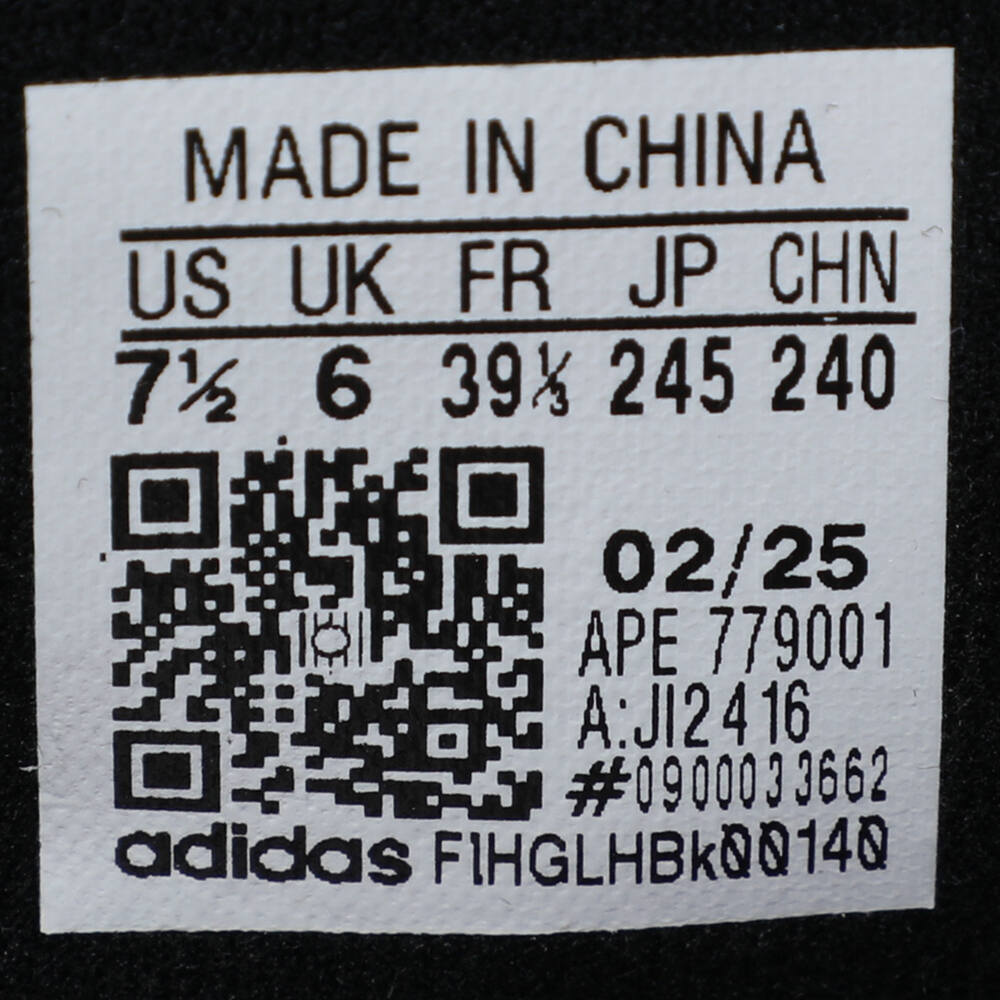 MADE IN CHINA
US UK FR JP CHN
7½ 6 39⅓ 245 240
02/25
APE 779001
A:JI2416
#0900033662
adidas FlHGLHBk00140